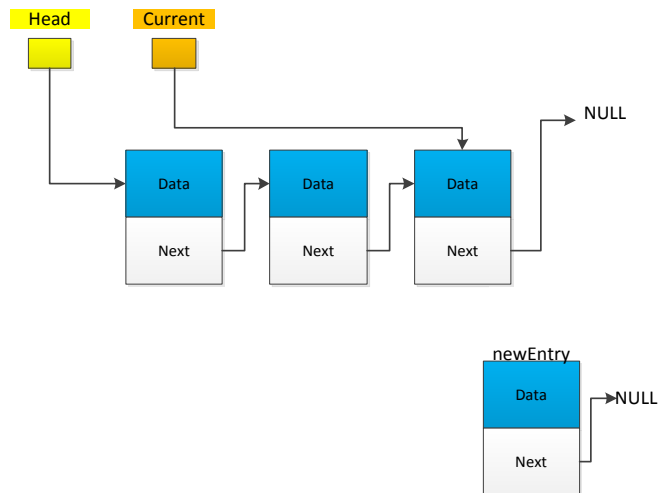 Head Current
NULL
Data Data Data
Next Next Next
newEntry
Data
NULL
Next